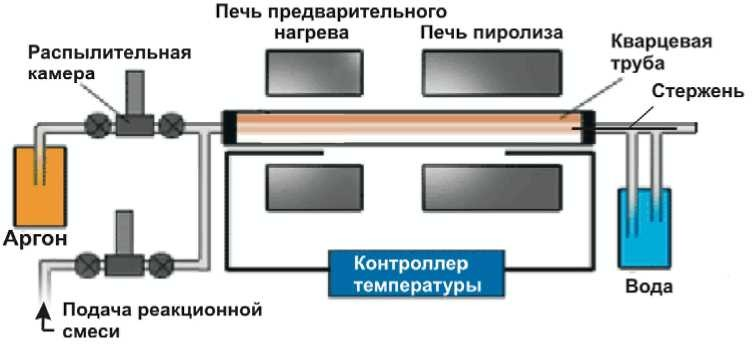 Печь предварительного
нагрева
Печь пиролиза
Распылительная
камера
Кварцевая
труба
Стержень
Аргон
Контроллер
температуры
Вода
Подача реакционной
смеси